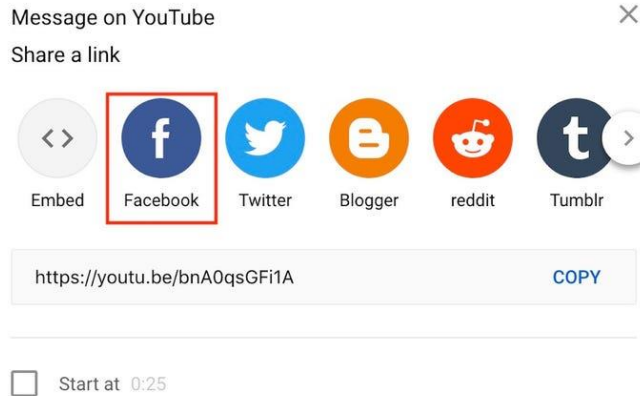 Message on YouTube
Share a link
Embed Facebook Twitter Blogger reddit Tumblr
https://youtu.be/bnA0qsGFi1A COPY
Start at 0:25